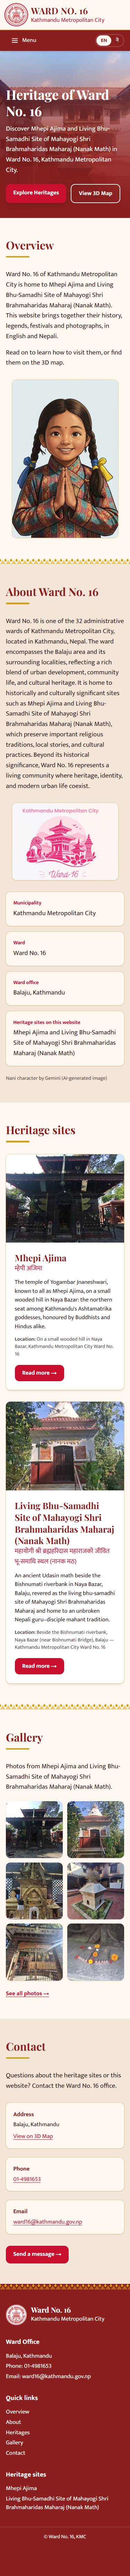 WARD NO. 16
Kathmandu Metropolitan City
Menu
EN
ने
Heritage of Ward
No. 16
Discover Mhepi Ajima and Living Bhu-
Samadhi Site of Mahayogi Shri
Brahmaharidas Maharaj (Nanak Math) in
Ward No. 16, Kathmandu Metropolitan
City.
Explore Heritages
View 3D Map
Overview
Ward No. 16 of Kathmandu Metropolitan
City is home to Mhepi Ajima and Living
Bhu-Samadhi Site of Mahayogi Shri
Brahmaharidas Maharaj (Nanak Math).
This website brings together their history,
legends, festivals and photographs, in
English and Nepali.
Read on to learn how to visit them, or find
them on the 3D map.
About Ward No. 16
Ward No. 16 is one of the 32 administrative
wards of Kathmandu Metropolitan City,
located in Kathmandu, Nepal. The ward
encompasses the Balaju area and its
surrounding localities, reflecting a rich
blend of urban development, community
life, and cultural heritage. It is home to
historically and culturally significant sites
such as Mhepi Ajima and Living Bhu-
Samadhi Site of Mahayogi Shri
Brahmaharidas Maharaj (Nanak Math),
which preserve important religious
traditions, local stories, and cultural
practices. Beyond its historical
significance, Ward No. 16 represents a
living community where heritage, identity,
and modern urban life coexist.
Kathmandu Metropolitan City
Ward-16
Municipality
Kathmandu Metropolitan City
Ward
Ward No. 16
Ward office
Balaju, Kathmandu
Heritage sites on this website
Mhepi Ajima and Living Bhu-Samadhi
Site of Mahayogi Shri Brahmaharidas
Maharaj (Nanak Math)
Nani character by Gemini (AI-generated image)
Heritage sites
Mhepi Ajima
म्हेपी अजिमा
The temple of Yogambar Jnaneshwari,
known to all as Mhepi Ajima, on a small
wooded hill in Naya Bazar: the northern
seat among Kathmandu's Ashtamatrika
goddesses, honoured by Buddhists and
Hindus alike.
Location: On a small wooded hill in Naya
Bazar, Kathmandu Metropolitan City Ward No.
16
Read more →
Living Bhu-Samadhi
Site of Mahayogi Shri
Brahmaharidas Maharaj
(Nanak Math)
महायोगी श्री ब्रह्महरिदास महाराजको जीवित
भू-समाधि स्थल (नानक मठ)
An ancient Udasin math beside the
Bishnumati riverbank in Naya Bazar,
Balaju, revered as the living bhu-samadhi
site of Mahayogi Shri Brahmaharidas
Maharaj and home to an unbroken
Nepali guru–disciple mahant tradition.
Location: Beside the Bishnumati riverbank,
Naya Bazar (near Bishnumati Bridge), Balaju —
Kathmandu Metropolitan City Ward No. 16
Read more →
Gallery
Photos from Mhepi Ajima and Living Bhu-
Samadhi Site of Mahayogi Shri
Brahmaharidas Maharaj (Nanak Math).
See all photos →
Contact
Questions about the heritage sites or this
website? Contact the Ward No. 16 office.
Address
Balaju, Kathmandu
View on 3D Map
Phone
01-4981653
Email
ward16@kathmandu.gov.np
Send a message →
Ward No. 16
Kathmandu Metropolitan City
Ward Office
Balaju, Kathmandu
Phone: 01-4981653
Email: ward16@kathmandu.gov.np
Quick links
Overview
About
Heritages
Gallery
Contact
Heritage sites
Mhepi Ajima
Living Bhu-Samadhi Site of Mahayogi Shri
Brahmaharidas Maharaj (Nanak Math)
© Ward No. 16, KMC